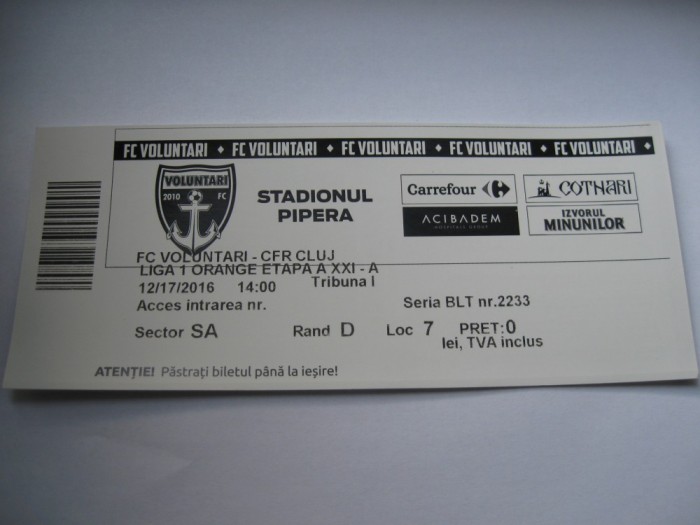 FC VOLUNTARI ♦ FC VOLUNTARI ♦ FC VOLUNTARI ♦ FC VOLUNTARI ♦ FC VOLUNTARI ♦
VOLUNTARI
2010 FC
STADIONUL
PIPERA
Carrefour
COTNARI
ACIBADEM
HOSPITALS GROUP
IZVORUL
MINUNILOR
FC VOLUNTARI - CFR CLUJ
LIGA 1 ORANGE ETAPA A XXI - A
12/17/2016 14:00 Tribuna I
Acces intrarea nr. Seria BLT nr.2233
Sector SA Rand D Loc 7 PRET:0
lei, TVA inclus
ATENȚIE! Păstrați biletul până la ieșire!